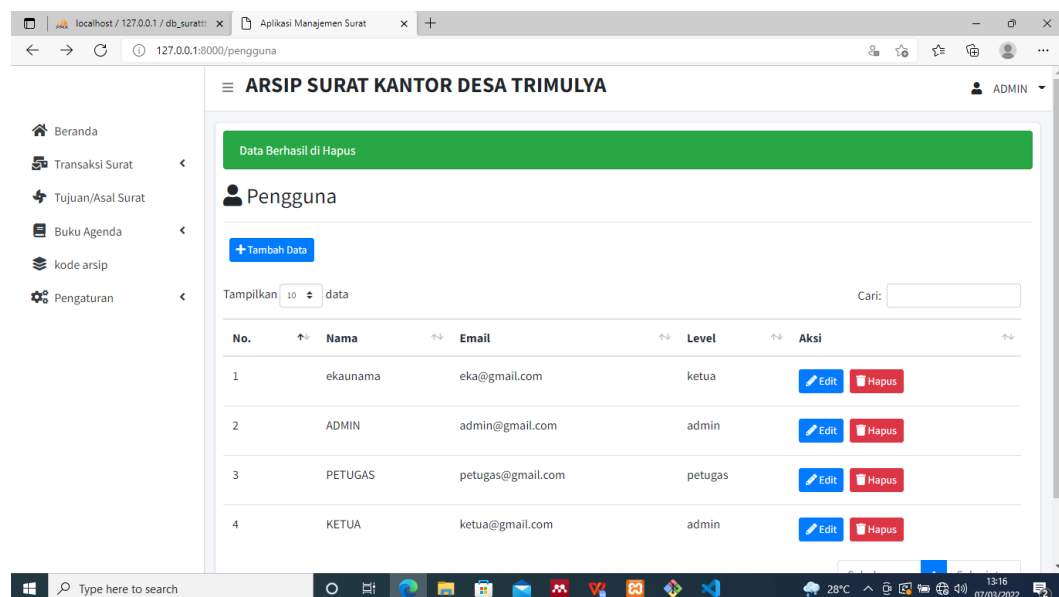 localhost / 127.0.0.1 / db_suratt
Aplikasi Manajemen Surat
127.0.0.1:8000/pengguna
ARSIP SURAT KANTOR DESA TRIMULYA
ADMIN
Beranda
Transaksi Surat
Tujuan/Asal Surat
Buku Agenda
kode arsip
Pengaturan
Data Berhasil di Hapus
Pengguna
Tambah Data
Tampilkan 10 data
Cari:
No. Nama Email Level Aksi
1 ekaunama eka@gmail.com ketua Edit Hapus
2 ADMIN admin@gmail.com admin Edit Hapus
3 PETUGAS petugas@gmail.com petugas Edit Hapus
4 KETUA ketua@gmail.com admin Edit Hapus
Type here to search
28°C
13:16
07/03/2022